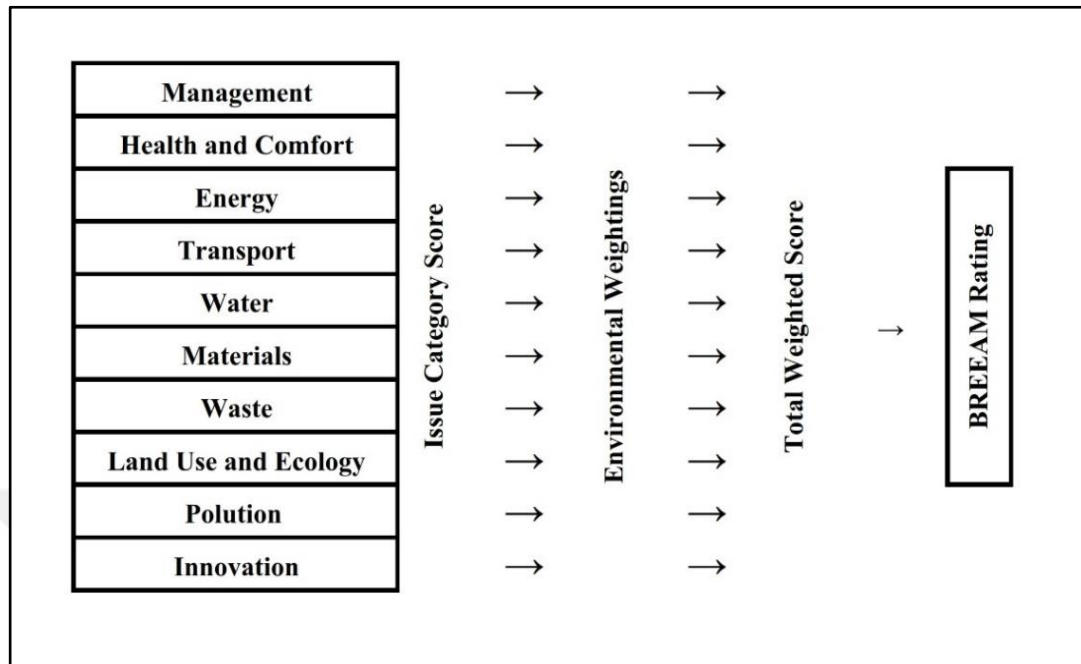 Management
Health and Comfort
Energy
Transport
Water
Materials
Waste
Land Use and Ecology
Polution
Innovation
Issue Category Score
→
→
→
→
→
→
→
→
→
→
Environmental Weightings
→
→
→
→
→
→
→
→
→
→
Total Weighted Score
→
BREEAM Rating